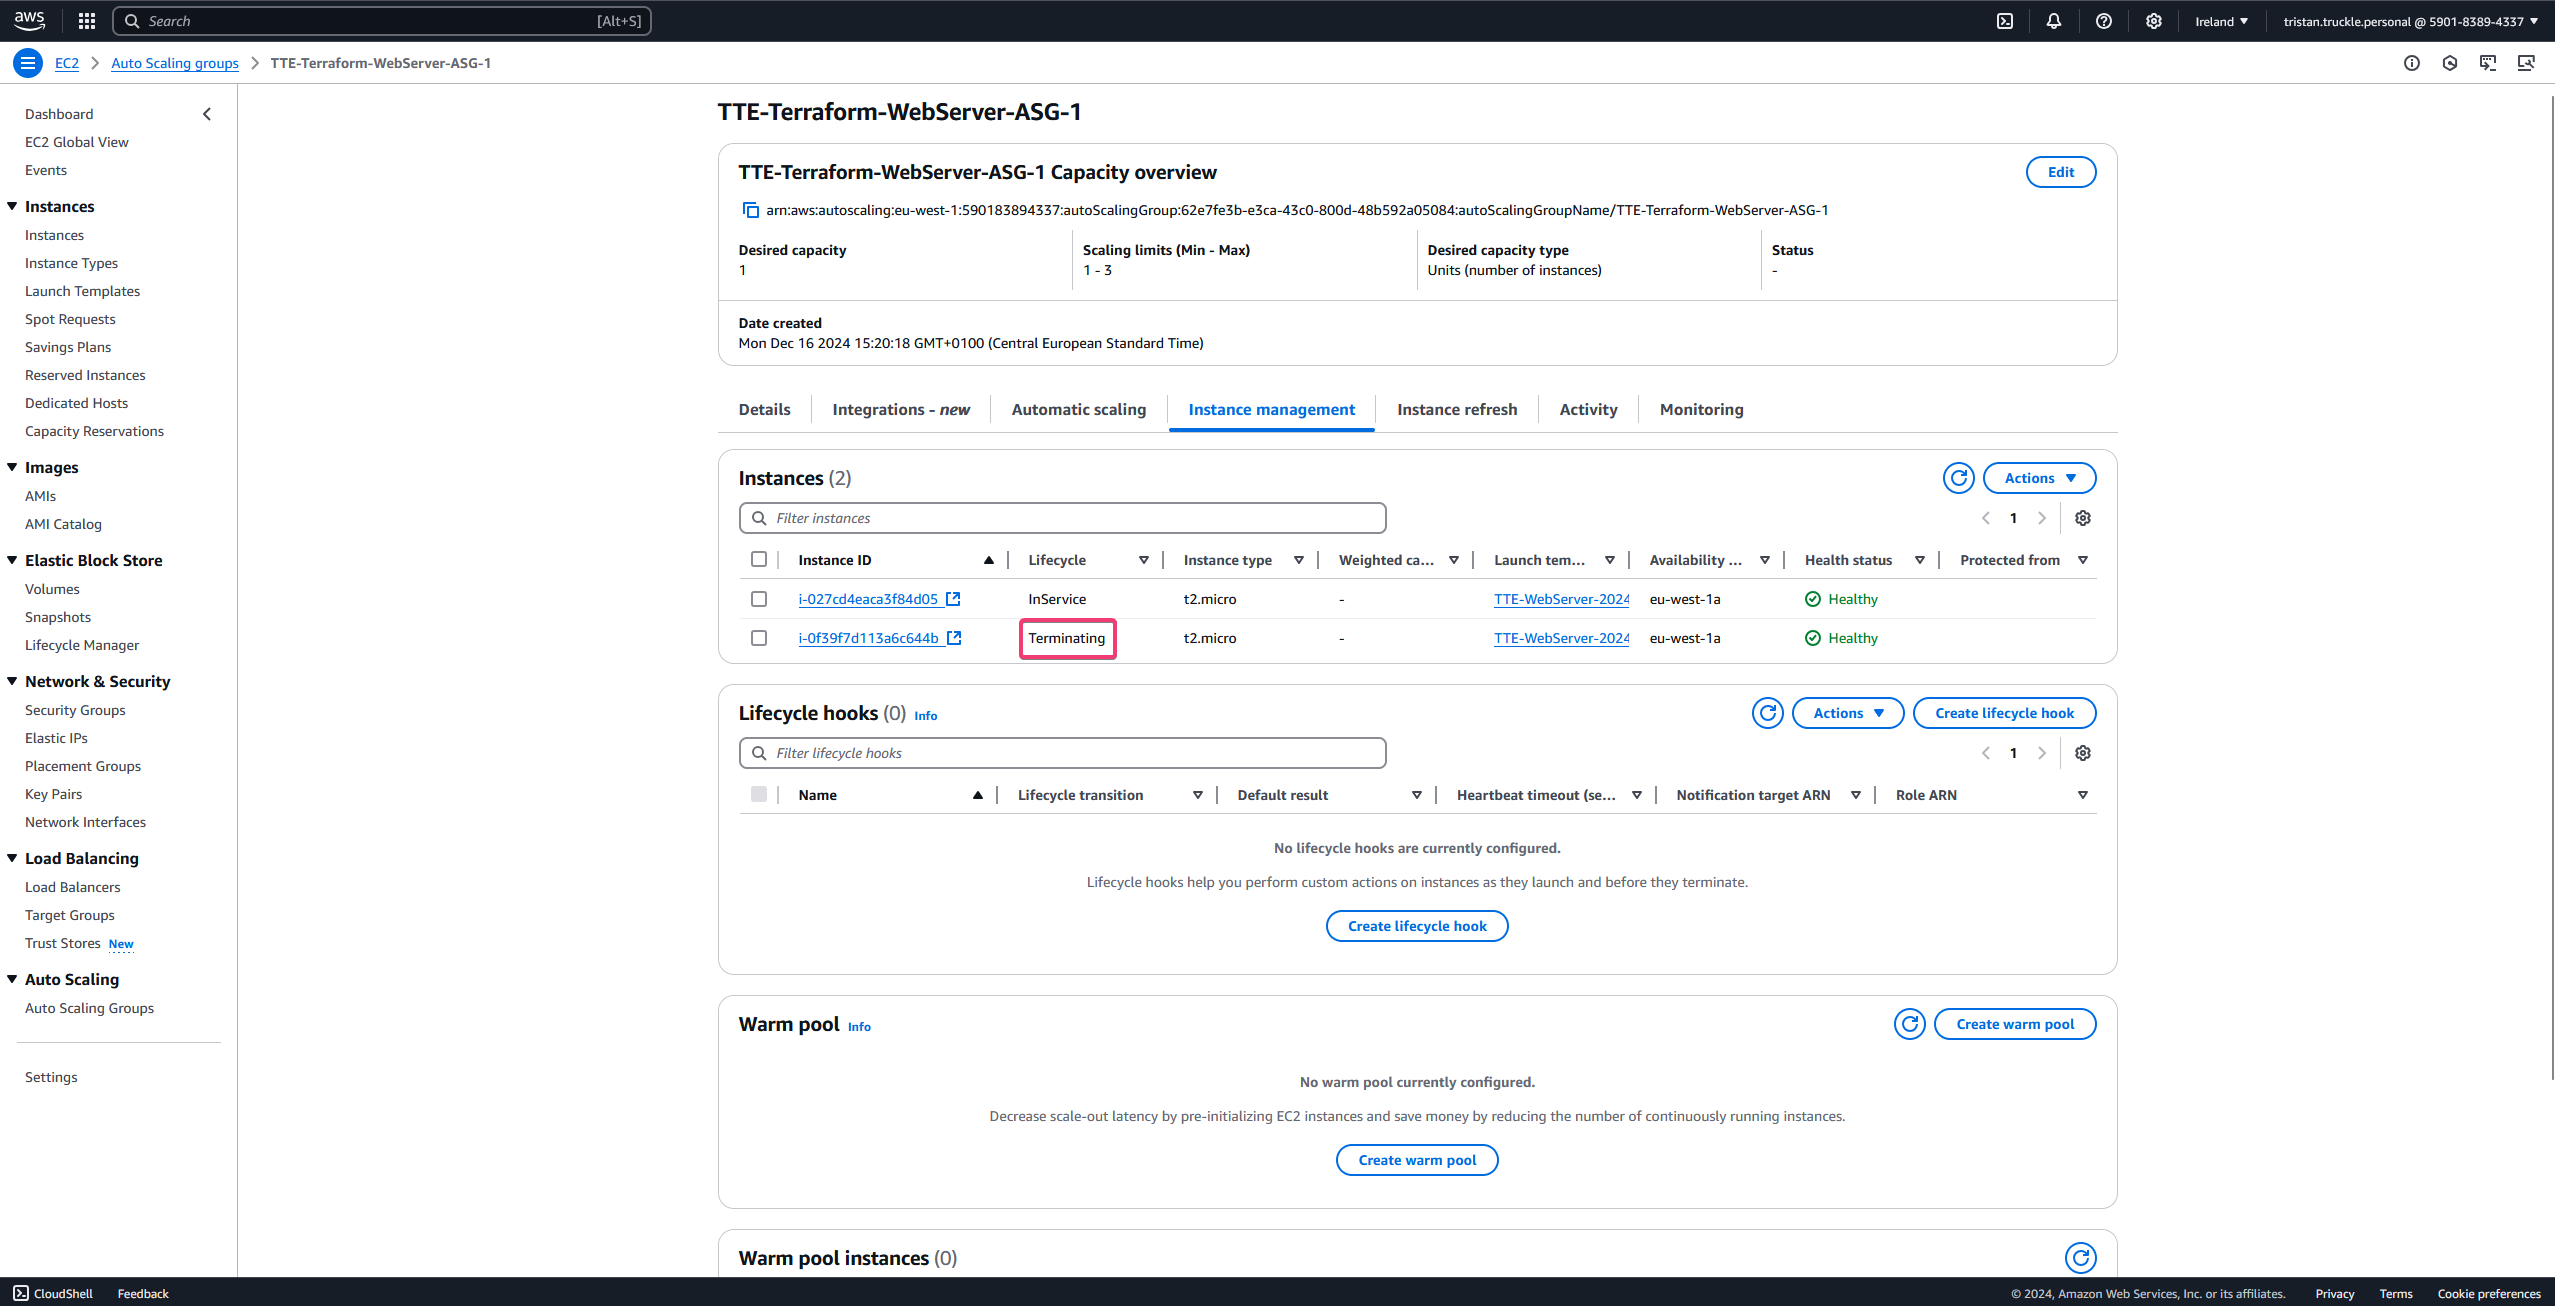 aws
Search [Alt+S]
Ireland ▼
tristan.truckle.personal @ 5901-8389-4337 ▼
EC2 > Auto Scaling groups > TTE-Terraform-WebServer-ASG-1
Dashboard
EC2 Global View
Events
Instances
Instances
Instance Types
Launch Templates
Spot Requests
Savings Plans
Reserved Instances
Dedicated Hosts
Capacity Reservations
Images
AMIs
AMI Catalog
Elastic Block Store
Volumes
Snapshots
Lifecycle Manager
Network & Security
Security Groups
Elastic IPs
Placement Groups
Key Pairs
Network Interfaces
Load Balancing
Load Balancers
Target Groups
Trust Stores New
Auto Scaling
Auto Scaling Groups
Settings
TTE-Terraform-WebServer-ASG-1
TTE-Terraform-WebServer-ASG-1 Capacity overview
Edit
arn:aws:autoscaling:eu-west-1:590183894337:autoScalingGroup:62e7fe3b-e3ca-43c0-800d-48b592a05084:autoScalingGroupName/TTE-Terraform-WebServer-ASG-1
Desired capacity Scaling limits (Min - Max) Desired capacity type Status
1 1 - 3 Units (number of instances) -
Date created
Mon Dec 16 2024 15:20:18 GMT+0100 (Central European Standard Time)
Details Integrations - new Automatic scaling Instance management Instance refresh Activity Monitoring
Instances (2)
Actions
Filter instances
1
Instance ID Lifecycle Instance type Weighted ca... Launch tem... Availability ... Health status Protected from
i-027cd4eaca3f84d05 InService t2.micro - TTE-WebServer-2024 eu-west-1a Healthy
i-0f39f7d113a6c644b Terminating t2.micro - TTE-WebServer-2024 eu-west-1a Healthy
Lifecycle hooks (0) Info
Actions Create lifecycle hook
Filter lifecycle hooks
1
Name Lifecycle transition Default result Heartbeat timeout (se... Notification target ARN Role ARN
No lifecycle hooks are currently configured.
Lifecycle hooks help you perform custom actions on instances as they launch and before they terminate.
Create lifecycle hook
Warm pool Info
Create warm pool
No warm pool currently configured.
Decrease scale-out latency by pre-initializing EC2 instances and save money by reducing the number of continuously running instances.
Create warm pool
Warm pool instances (0)
CloudShell Feedback
© 2024, Amazon Web Services, Inc. or its affiliates. Privacy Terms Cookie preferences